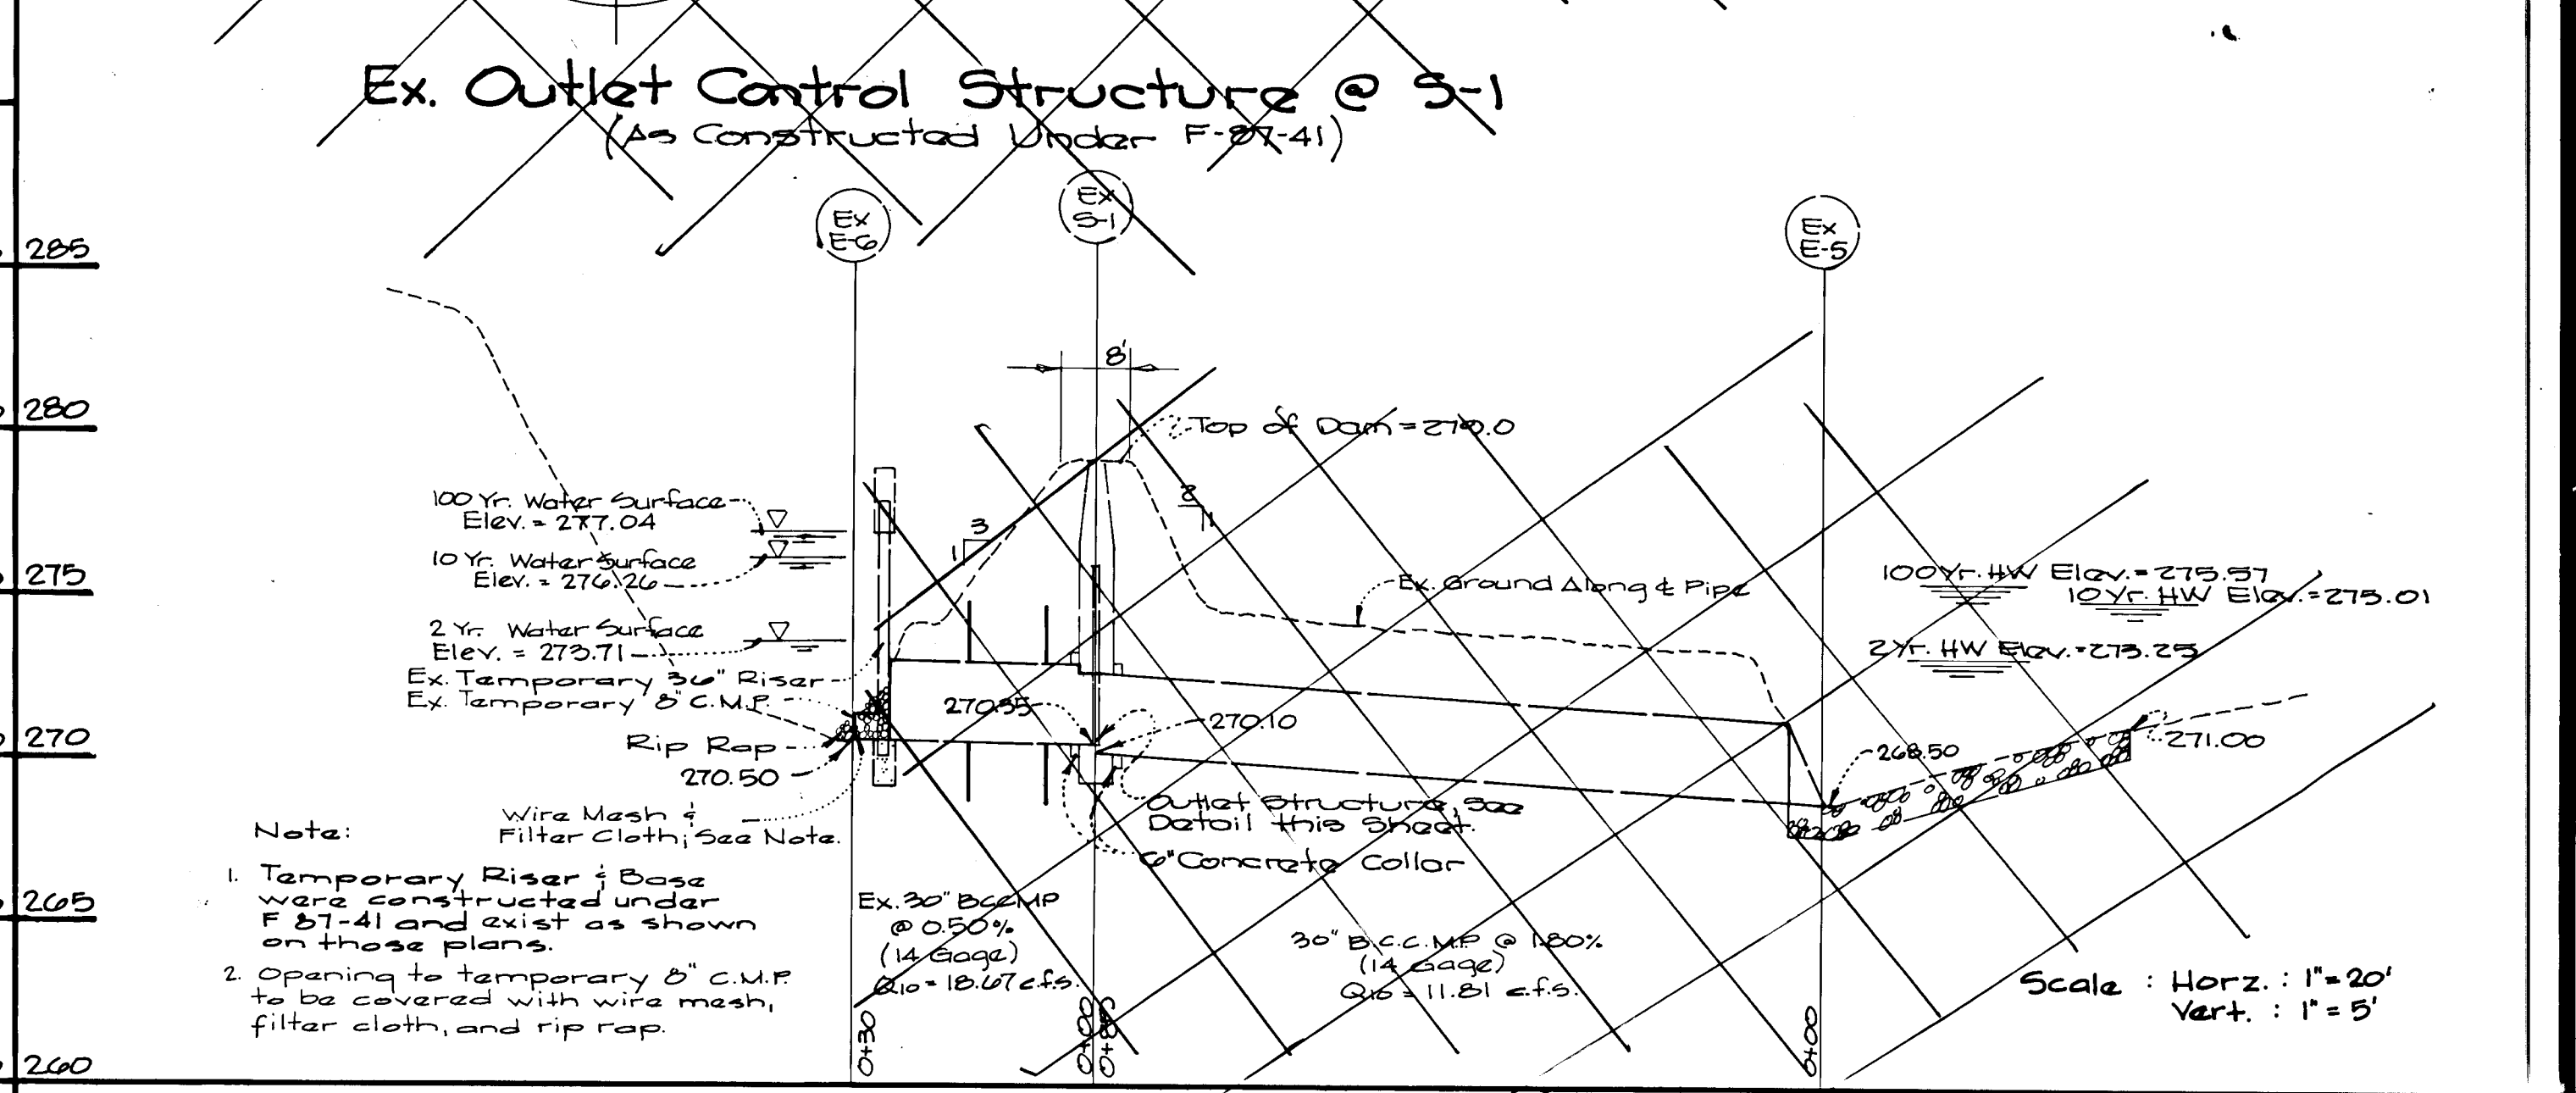 Ex. Outlet Control Structure @ S-1
(As Constructed Under F-87-41)
Ex
E-6
Ex
S-1
Ex
E-5
285
280
275
270
265
260
8'
Top of Dam = 279.0
100 Yr. Water Surface
Elev. = 277.04
10 Yr. Water Surface
Elev. = 276.26
2 Yr. Water Surface
Elev. = 273.71
Ex. Temporary 36" Riser
Ex. Temporary 8" C.M.P.
Rip Rap
270.50
Wire Mesh &
Filter Cloth; See Note.
3
1
2
1
Ex. Ground Along ℄ Pipe
100 Yr. HW Elev. = 275.57
10 Yr. HW Elev. = 275.01
2 Yr. HW Elev. = 273.25
270.35
270.10
268.50
271.00
Outlet Structure, See
Detail this Sheet.
6" Concrete Collar
Note:
1. Temporary Riser & Base
were constructed under
F 87-41 and exist as shown
on those plans.
2. Opening to temporary 8" C.M.P.
to be covered with wire mesh,
filter cloth, and rip rap.
Ex. 30" BCCMP
@ 0.50%
(14 Gage)
Q10 = 18.67 c.f.s.
30" B.C.C.M.P. @ 1.80%
(14 Gage)
Q10 = 11.81 c.f.s.
0+30
0+00
0+00
Scale : Horz. : 1" = 20'
Vert. : 1" = 5'